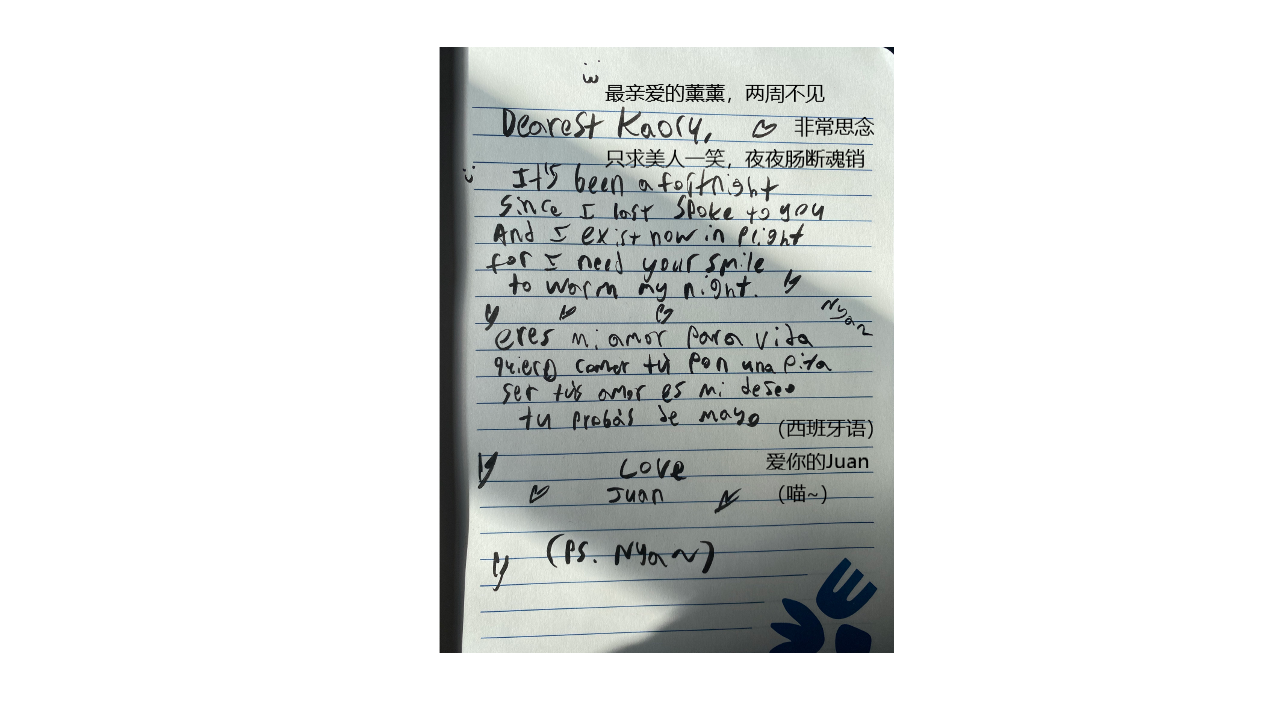 最亲爱的薰薰，两周不见
Dearest Kaory,
非常思念
只求美人一笑，夜夜肠断魂销
It's been a fortnight
since I last spoke to you
And I exist now in plight
for I need your smile
to warm my night.
Nyan
eres mi amor para vida
quiero comer tú pan una pita
ser tús amor es mi deseo
tu probás de mayo
（西班牙语）
Love
爱你的Juan
Juan
（喵~）
(PS. Nya~)